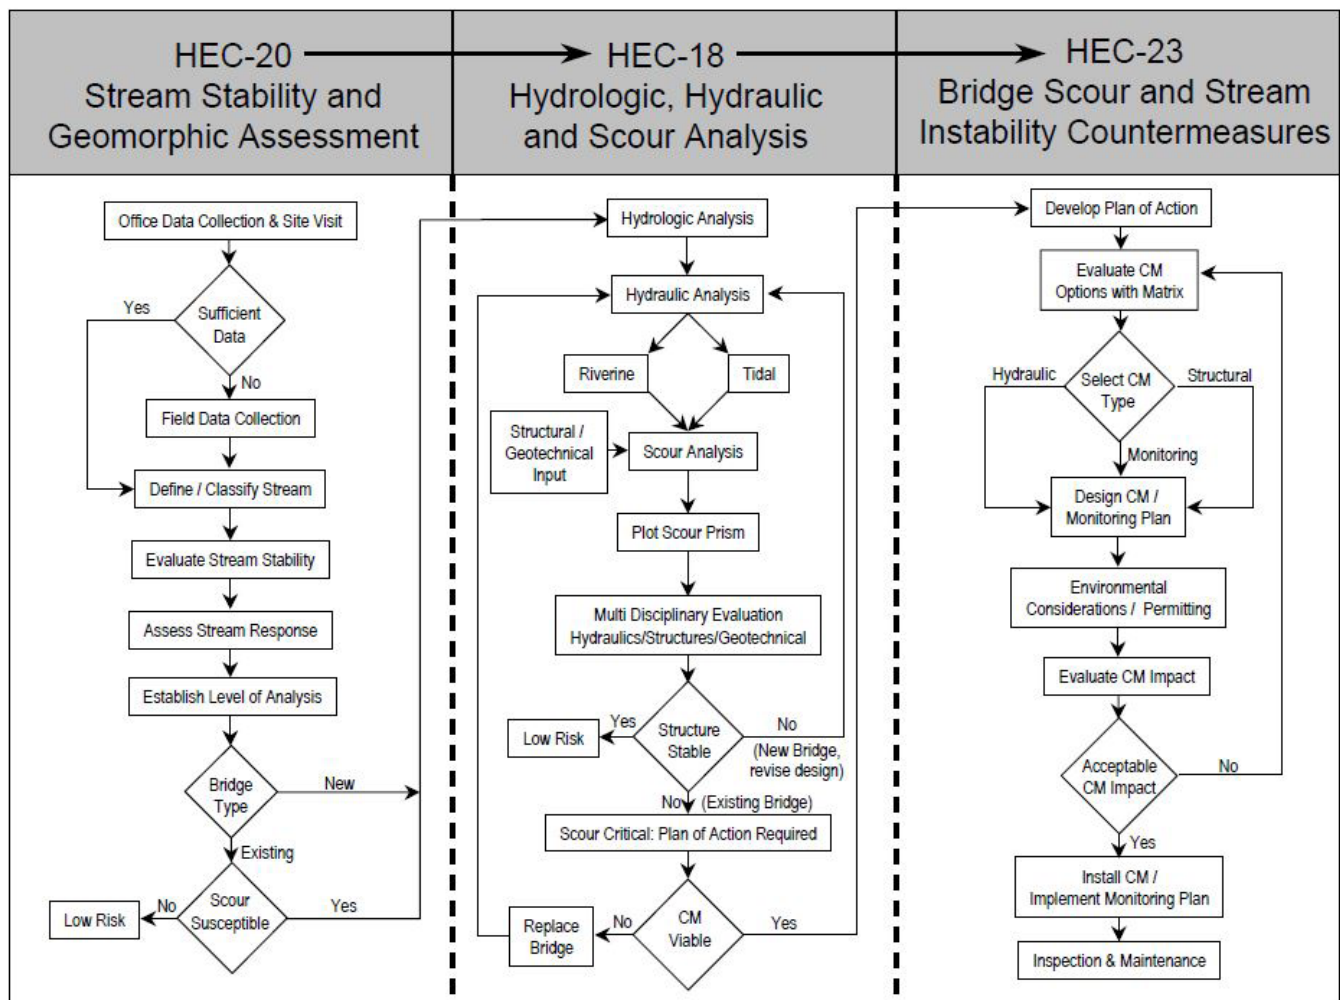 HEC-20
Stream Stability and
Geomorphic Assessment
HEC-18
Hydrologic, Hydraulic
and Scour Analysis
HEC-23
Bridge Scour and Stream
Instability Countermeasures
Office Data Collection & Site Visit
Yes
Sufficient
Data
No
Field Data Collection
Define / Classify Stream
Evaluate Stream Stability
Assess Stream Response
Establish Level of Analysis
Bridge
Type
New
Existing
Scour
Susceptible
No
Low Risk
Yes
Hydrologic Analysis
Hydraulic Analysis
Riverine
Tidal
Structural /
Geotechnical
Input
Scour Analysis
Plot Scour Prism
Multi Disciplinary Evaluation
Hydraulics/Structures/Geotechnical
Structure
Stable
Yes
Low Risk
No
(New Bridge,
revise design)
No (Existing Bridge)
Scour Critical: Plan of Action Required
CM
Viable
No
Replace
Bridge
Yes
Develop Plan of Action
Evaluate CM
Options with Matrix
Hydraulic
Select CM
Type
Structural
Monitoring
Design CM /
Monitoring Plan
Environmental
Considerations / Permitting
Evaluate CM Impact
Acceptable
CM Impact
No
Yes
Install CM /
Implement Monitoring Plan
Inspection & Maintenance